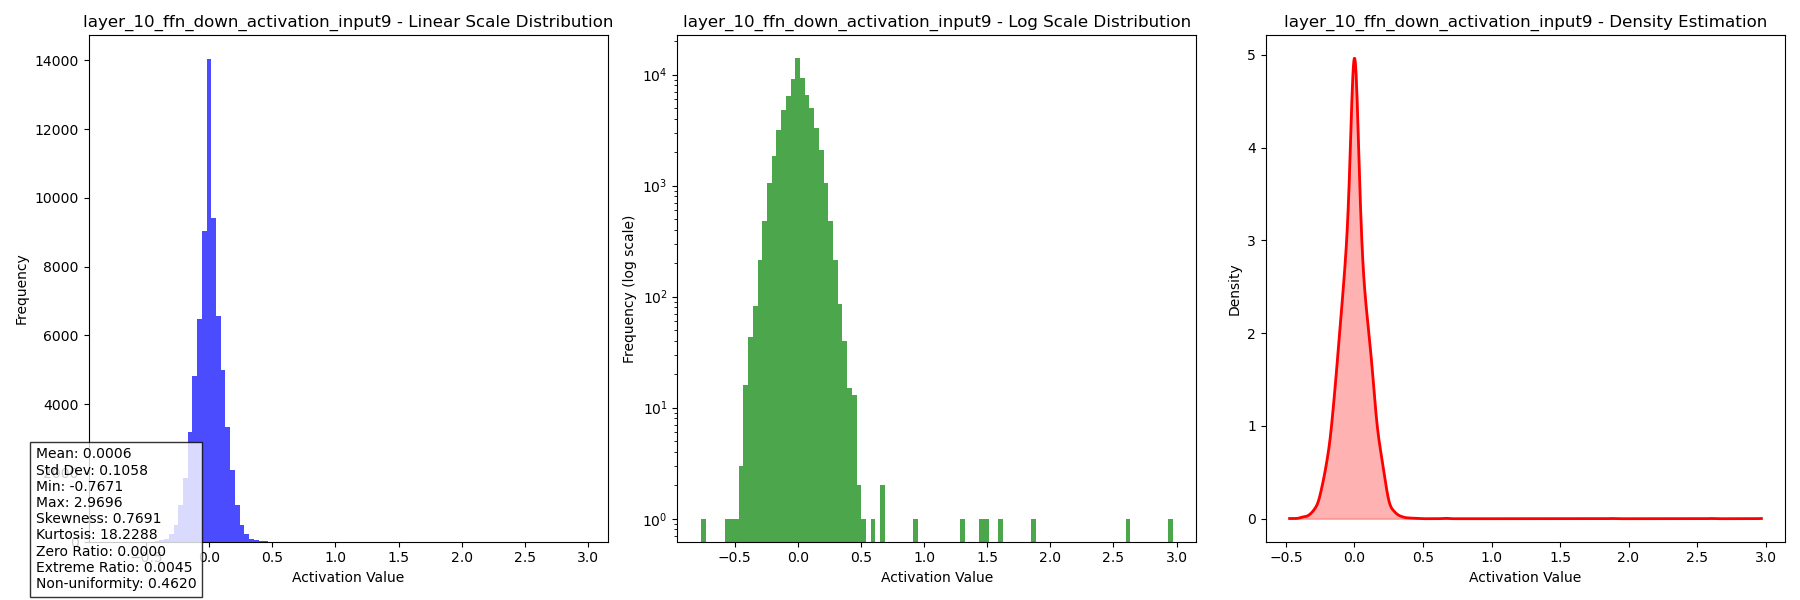 layer_10_ffn_down_activation_input9 - Linear Scale Distribution
14000
12000
10000
8000
6000
4000
2000
0
Frequency
−0.5
0.0
0.5
1.0
1.5
2.0
2.5
3.0
Activation Value
Mean: 0.0006
Std Dev: 0.1058
Min: -0.7671
Max: 2.9696
Skewness: 0.7691
Kurtosis: 18.2288
Zero Ratio: 0.0000
Extreme Ratio: 0.0045
Non-uniformity: 0.4620
layer_10_ffn_down_activation_input9 - Log Scale Distribution
10⁴
10³
10²
10¹
10⁰
Frequency (log scale)
−0.5
0.0
0.5
1.0
1.5
2.0
2.5
3.0
Activation Value
layer_10_ffn_down_activation_input9 - Density Estimation
5
4
3
2
1
0
Density
−0.5
0.0
0.5
1.0
1.5
2.0
2.5
3.0
Activation Value